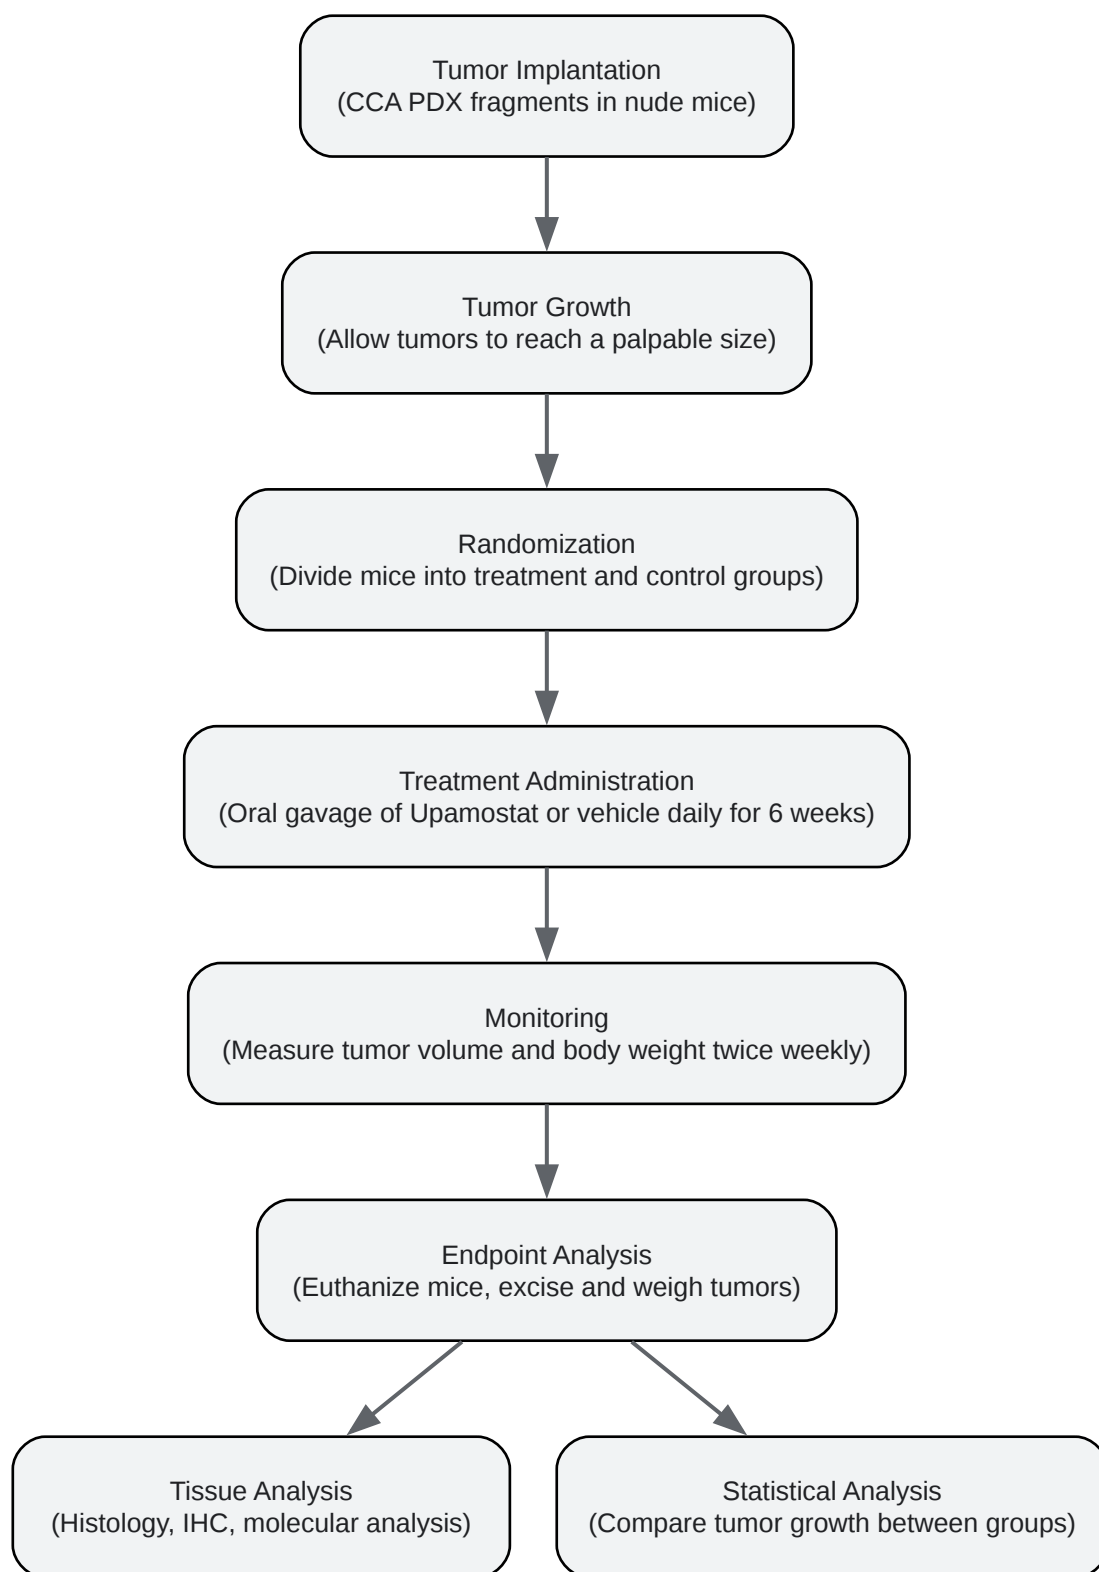 Tumor Implantation
(CCA PDX fragments in nude mice)
Tumor Growth
(Allow tumors to reach a palpable size)
Randomization
(Divide mice into treatment and control groups)
Treatment Administration
(Oral gavage of Upamostat or vehicle daily for 6 weeks)
Monitoring
(Measure tumor volume and body weight twice weekly)
Endpoint Analysis
(Euthanize mice, excise and weigh tumors)
Tissue Analysis
(Histology, IHC, molecular analysis)
Statistical Analysis
(Compare tumor growth between groups)